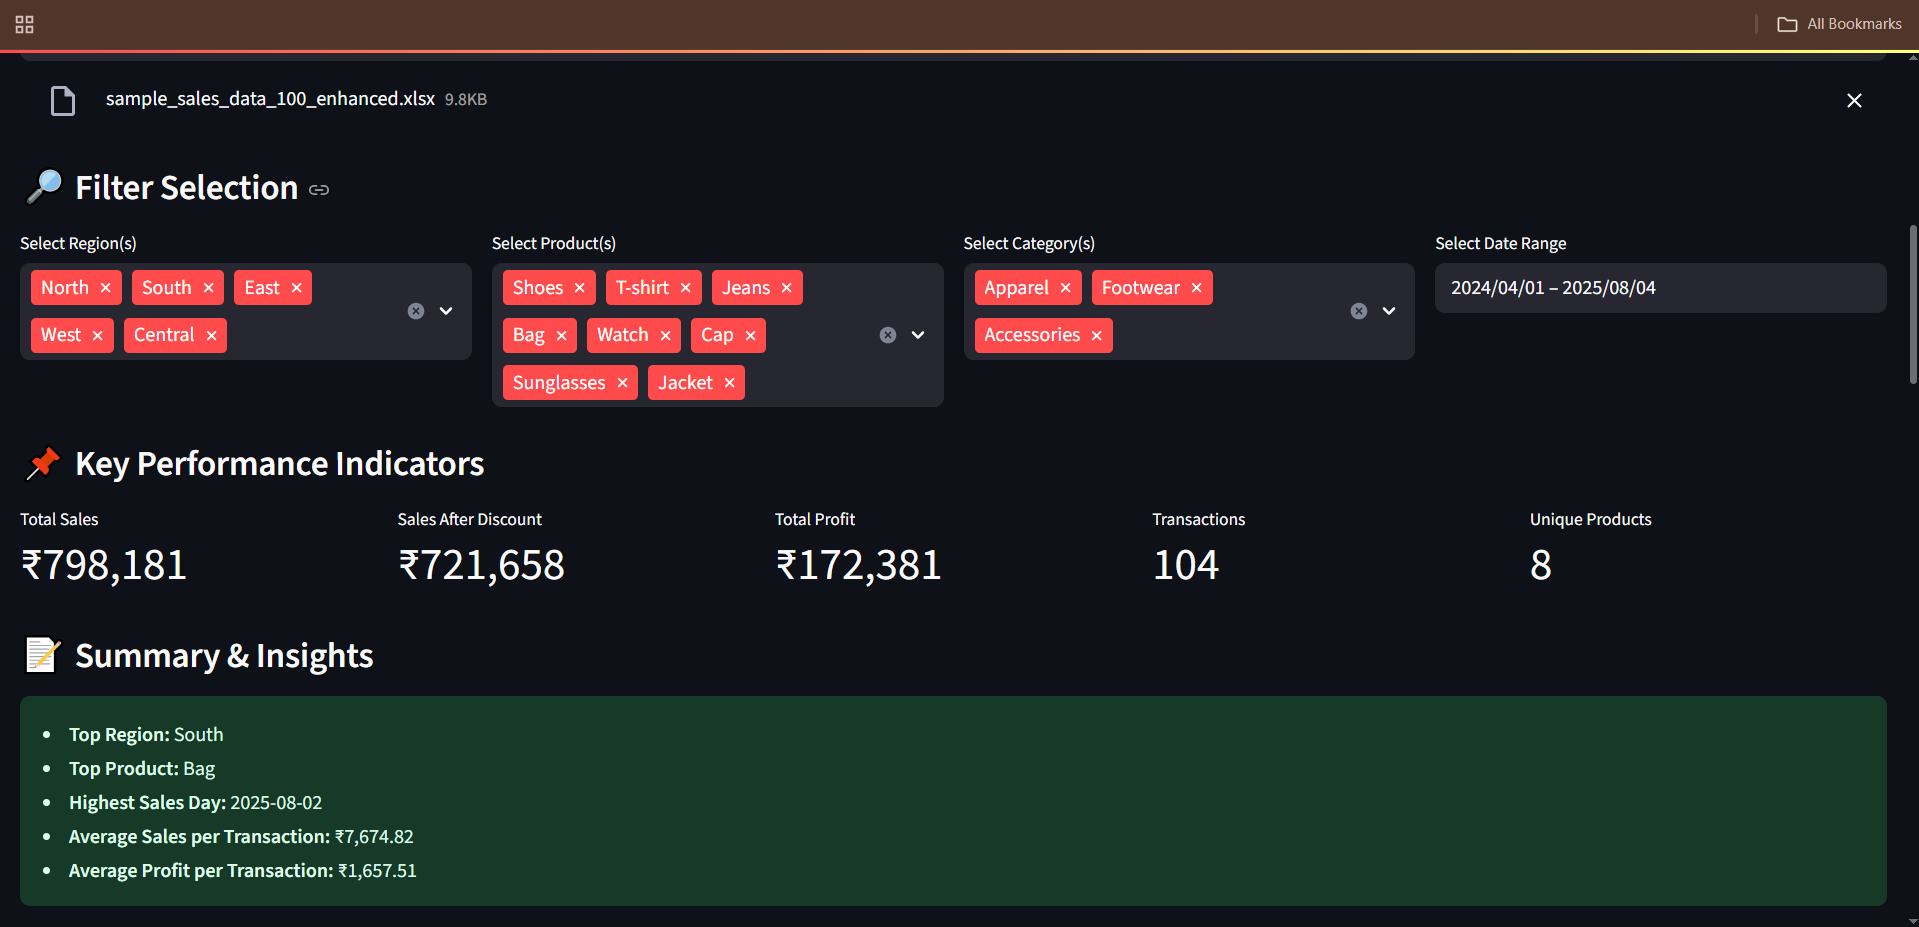 All Bookmarks
sample_sales_data_100_enhanced.xlsx 9.8KB
Filter Selection
Select Region(s)
North
South
East
West
Central
Select Product(s)
Shoes
T-shirt
Jeans
Bag
Watch
Cap
Sunglasses
Jacket
Select Category(s)
Apparel
Footwear
Accessories
Select Date Range
2024/04/01 – 2025/08/04
Key Performance Indicators
Total Sales
₹798,181
Sales After Discount
₹721,658
Total Profit
₹172,381
Transactions
104
Unique Products
8
Summary & Insights
Top Region: South
Top Product: Bag
Highest Sales Day: 2025-08-02
Average Sales per Transaction: ₹7,674.82
Average Profit per Transaction: ₹1,657.51